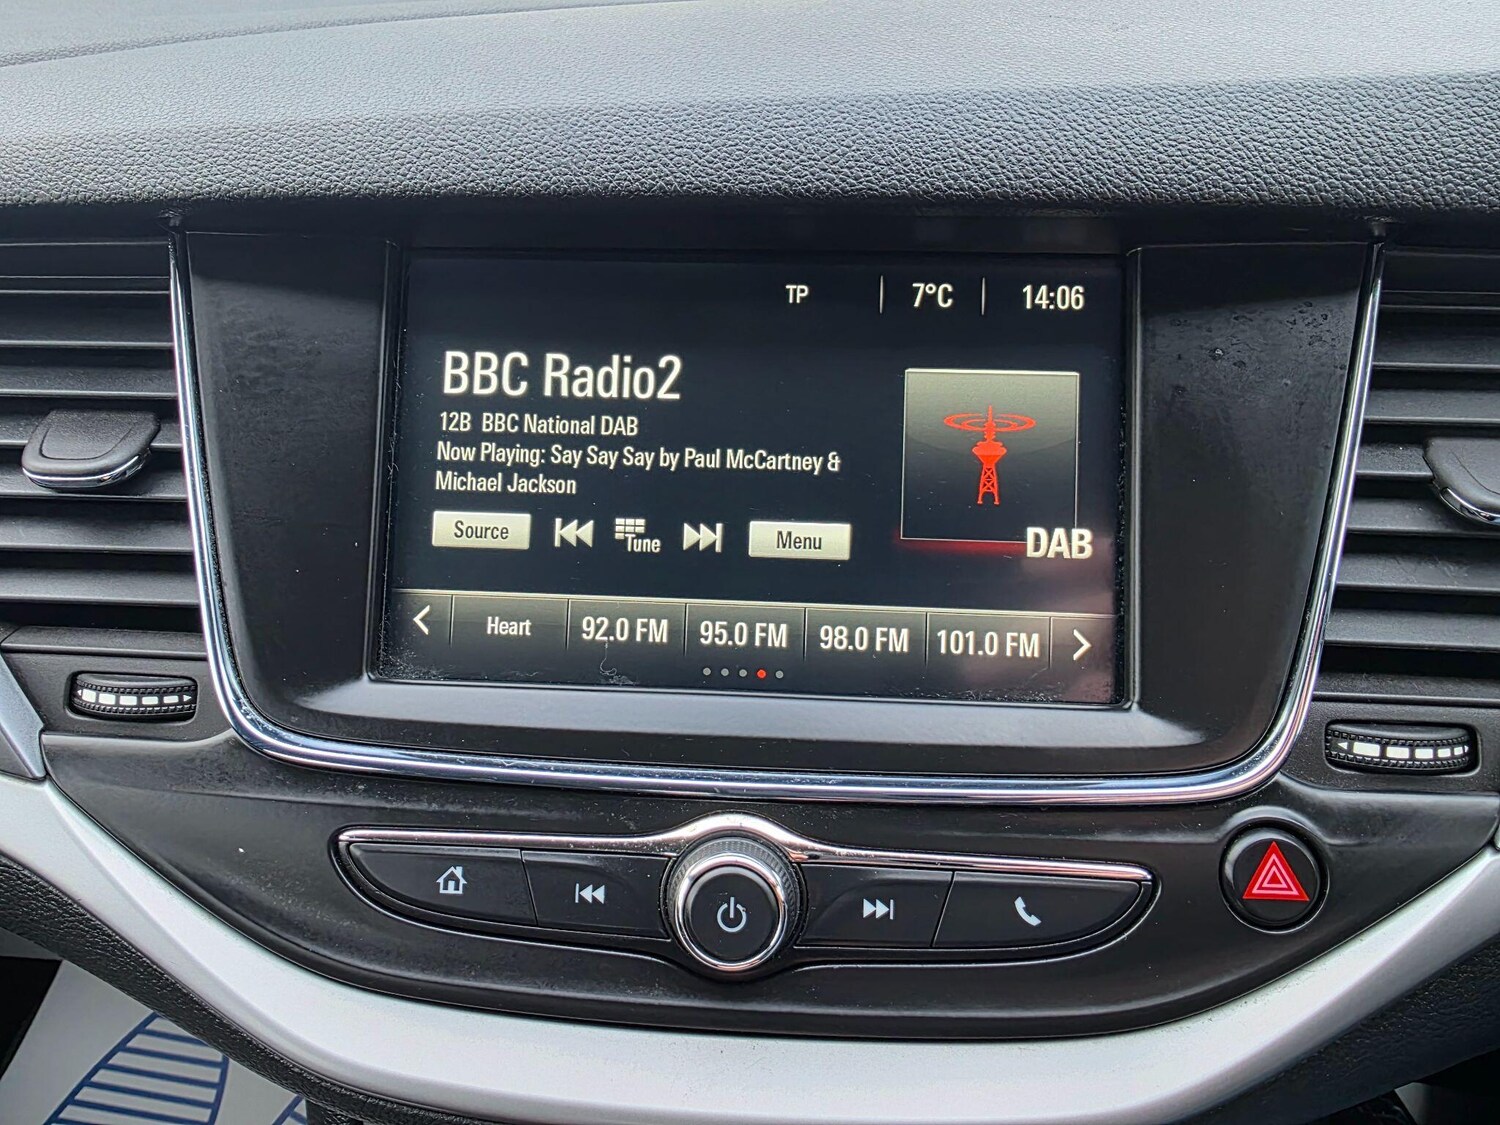 TP 7°C 14:06
BBC Radio2
12B BBC National DAB
Now Playing: Say Say Say by Paul McCartney &
Michael Jackson
Source Tune Menu
DAB
Heart 92.0 FM 95.0 FM 98.0 FM 101.0 FM